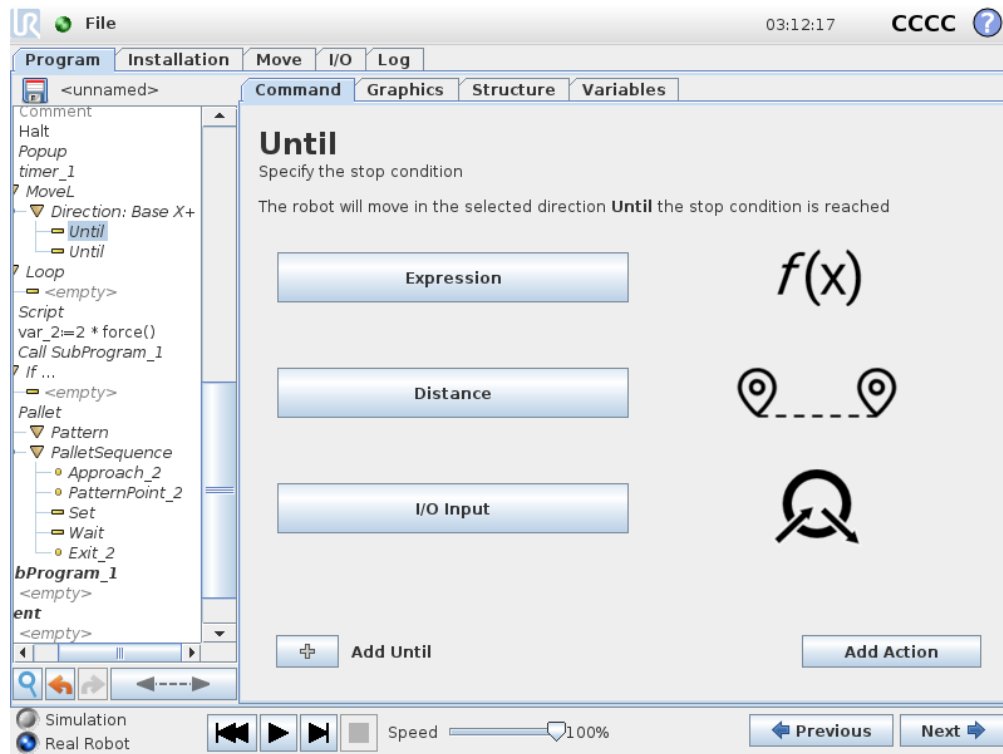 UR File 03:12:17 CCCC ?
Program Installation Move I/O Log
<unnamed> Command Graphics Structure Variables
Comment
Halt
Popup
timer_1
MoveL
Direction: Base X+
Until
Until
Loop
<empty>
Script
var_2:=2 * force()
Call SubProgram_1
If ...
<empty>
Pallet
Pattern
PalletSequence
Approach_2
PatternPoint_2
Set
Wait
Exit_2
bProgram_1
<empty>
ent
<empty>
Until
Specify the stop condition
The robot will move in the selected direction Until the stop condition is reached
Expression f(x)
Distance
I/O Input
Add Until Add Action
Simulation
Real Robot
Speed 100%
Previous Next